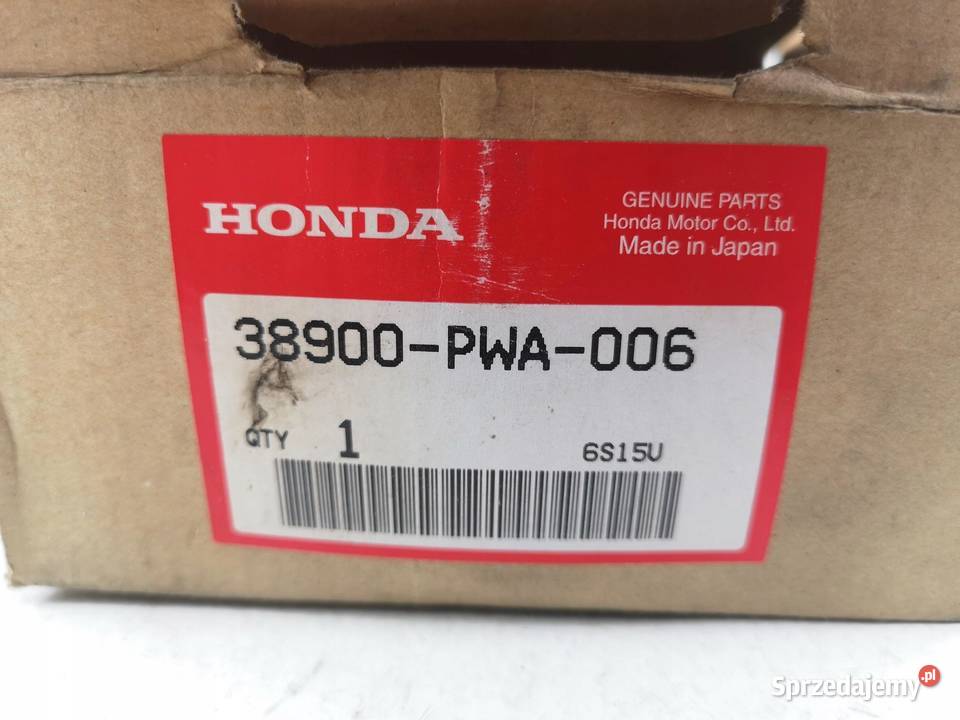 HONDA
GENUINE PARTS
Honda Motor Co., Ltd.
Made in Japan
38900-PWA-006
QTY 1 6S15U
Sprzedajemy.pl